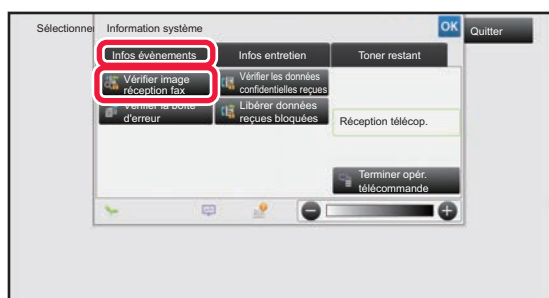 Sélectionne
Information système
OK
Quitter
Infos évènements
Infos entretien
Toner restant
Vérifier image
réception fax
Vérifier les données
confidentielles reçues
Vérifier la boîte
d'erreur
Libérer données
reçues bloquées
Réception télécop.
Terminer opér.
télécommande